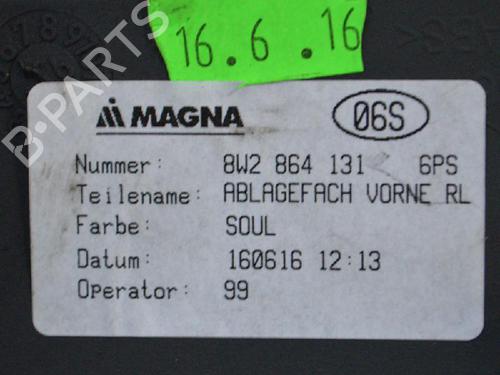 16.6.16
MAGNA 06S
Nummer: 8W2 864 131 6PS
Teilename: ABLAGEFACH VORNE RL
Farbe: SOUL
Datum: 160616 12:13
Operator: 99
B-PARTS
B-PARTS